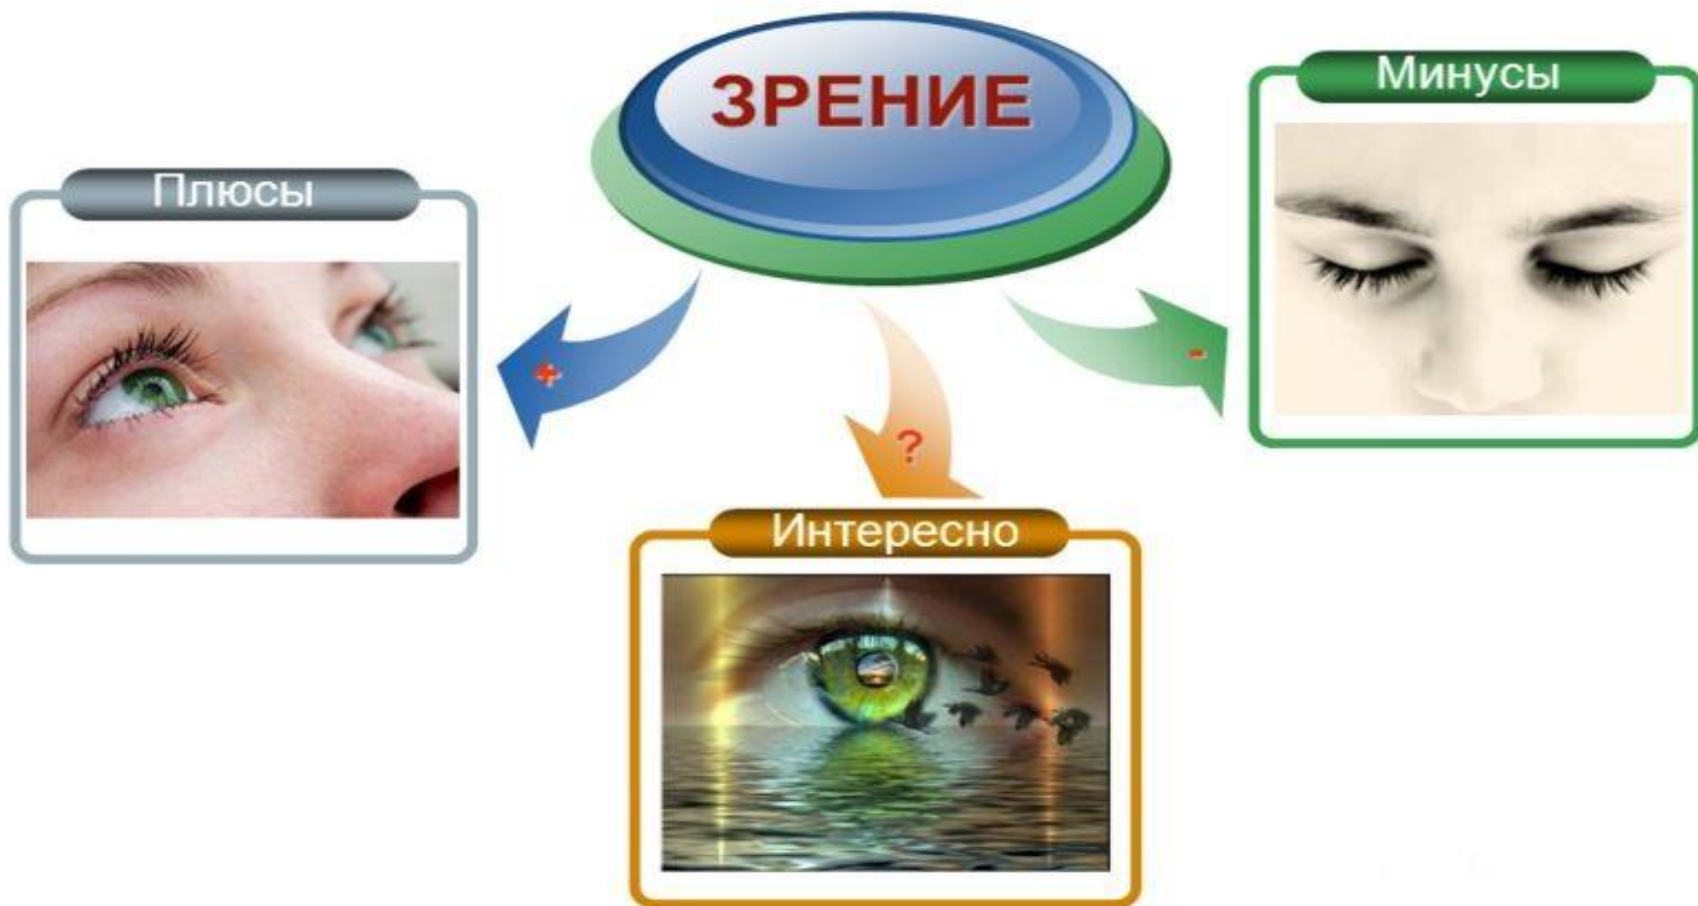 ЗРЕНИЕ
Минусы
Плюсы
+
-
?
Интересно